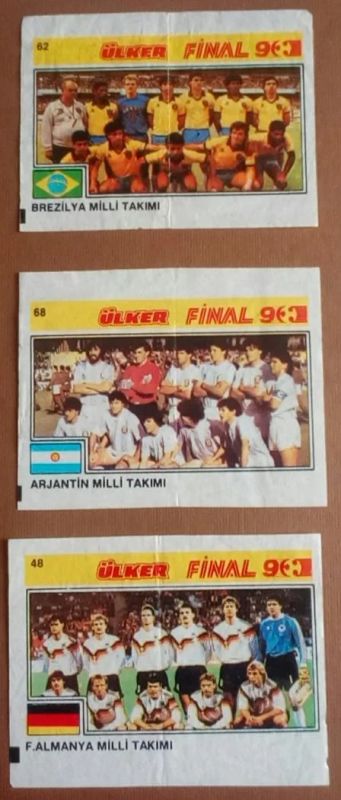 62 ÜLKER FİNAL 90
BREZİLYA MİLLİ TAKIMI
68 ÜLKER FİNAL 90
ARJANTİN MİLLİ TAKIMI
48 ÜLKER FİNAL 90
F.ALMANYA MİLLİ TAKIMI